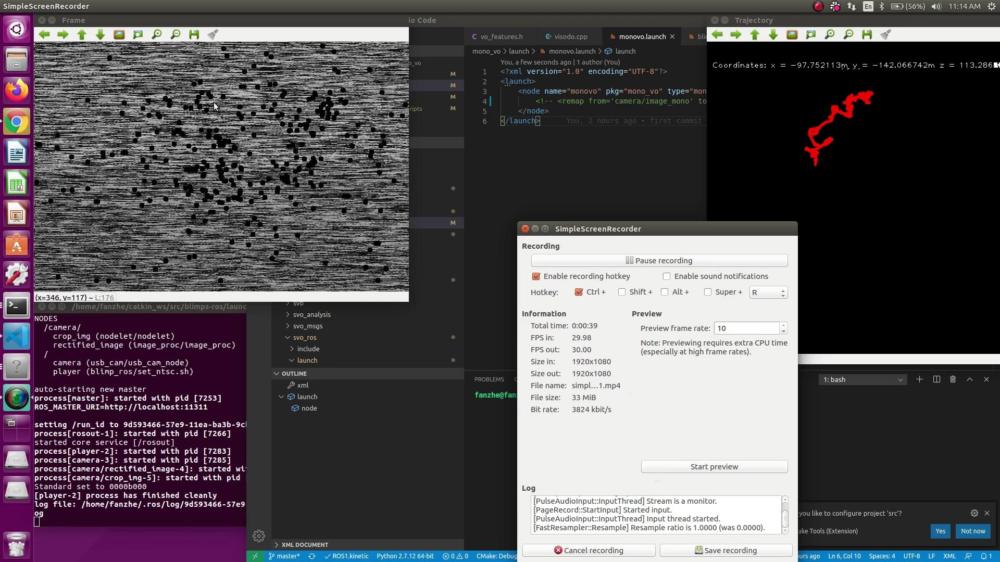 SimpleScreenRecorder
En
(56%)
11:14 AM
Frame
io Code
Trajectory
vo_features.h
visodo.cpp
monovo.launch
mono_vo > launch > monovo.launch > launch
You, a few seconds ago | 1 author (You)
1 <?xml version="1.0" encoding="UTF-8"?>
2 <launch>
3 <node name="monovo" pkg="mono_vo" type="mon
4 <!-- <remap from='camera/image_mono' to
5 </node>
6 </launch> You, 2 hours ago • first commit
o_vo
M
M
M
ripts M
M
Coordinates: x = -97.752113m y = -142.066742m z = 113.286
(x=346, y=117) ~ L:176
/home/fanzhe/catkin_ws/src/blimps-ros/launc
NODES
/camera/
crop_img (nodelet/nodelet)
rectified_image (image_proc/image_proc)
/
camera (usb_cam/usb_cam_node)
player (blimp_ros/set_ntsc.sh)
auto-starting new master
process[master]: started with pid [7253]
ROS_MASTER_URI=http://localhost:11311
setting /run_id to 9d593466-57e9-11ea-ba3b-9c
process[rosout-1]: started with pid [7266]
started core service [/rosout]
process[player-2]: started with pid [7283]
process[camera-3]: started with pid [7285]
process[camera/rectified_image-4]: started wi
process[camera/crop_img-5]: started with pid
Standard set to 0000b000
[player-2] process has finished cleanly
log file: /home/fanzhe/.ros/log/9d593466-57e9
og
svo
svo_analysis
svo_msgs
svo_ros
include
launch
OUTLINE
xml
launch
node
XML DOCUMENT
PROBLEMS
1: bash
fanzhe@fan
SimpleScreenRecorder
Recording
Pause recording
Enable recording hotkey
Enable sound notifications
Hotkey: Ctrl + Shift + Alt + Super + R
Information
Total time: 0:00:39
FPS in: 29.98
FPS out: 30.00
Size in: 1920x1080
Size out: 1920x1080
File name: simpl...1.mp4
File size: 33 MiB
Bit rate: 3824 kbit/s
Preview
Preview frame rate: 10
Note: Previewing requires extra CPU time
(especially at high frame rates).
Start preview
Log
[PulseAudioInput::InputThread] Stream is a monitor.
[PageRecord::StartInput] Started input.
[PulseAudioInput::InputThread] Input thread started.
[FastResampler::Resample] Resample ratio is 1.0000 (was 0.0000).
Cancel recording
Save recording
you like to configure project 'src'?
ake Tools (Extension)
Yes
Not now
master*
ROS1.kinetic
Python 2.7.12 64-bit
0
0
CMake: Debug
urs ago
Ln 6, Col 10
Spaces: 4
UTF-8
LF
XML
1